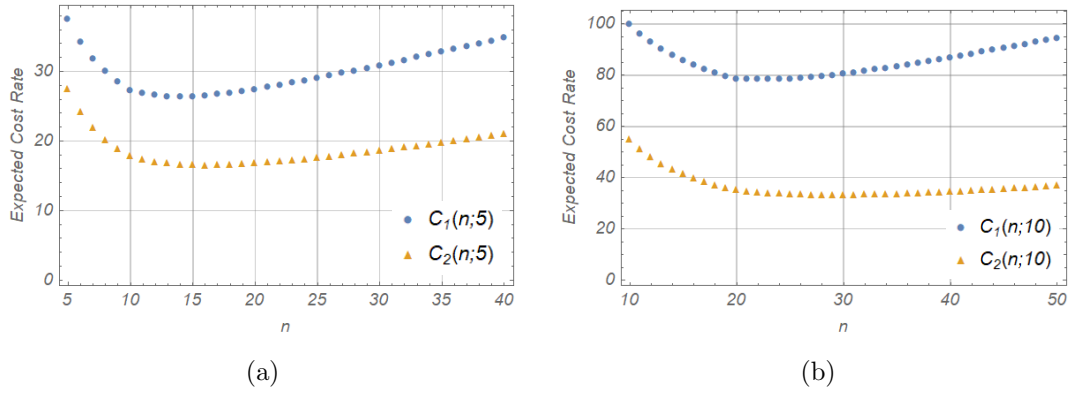 Expected Cost Rate
30
20
10
0
5 10 15 20 25 30 35 40
n
C₁(n;5)
C₂(n;5)
(a)
Expected Cost Rate
100
80
60
40
20
0
10 20 30 40 50
n
C₁(n;10)
C₂(n;10)
(b)